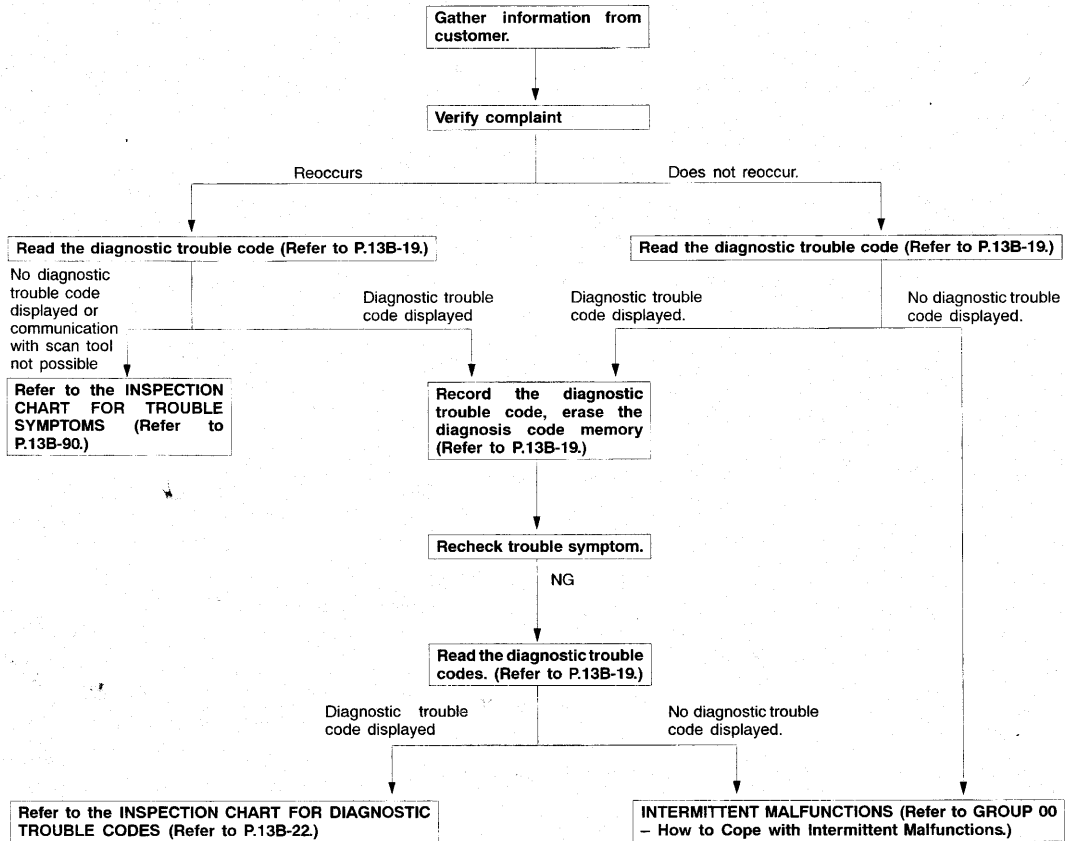 Gather information from
customer.
Verify complaint
Reoccurs
Does not reoccur.
Read the diagnostic trouble code (Refer to P.13B-19.)
Read the diagnostic trouble code (Refer to P.13B-19.)
No diagnostic
trouble code
displayed or
communication
with scan tool
not possible
Diagnostic trouble
code displayed
Diagnostic trouble
code displayed.
No diagnostic trouble
code displayed.
Refer to the INSPECTION
CHART FOR TROUBLE
SYMPTOMS (Refer to
P.13B-90.)
Record the diagnostic
trouble code, erase the
diagnosis code memory
(Refer to P.13B-19.)
Recheck trouble symptom.
NG
Read the diagnostic trouble
codes. (Refer to P.13B-19.)
Diagnostic trouble
code displayed
No diagnostic trouble
code displayed.
Refer to the INSPECTION CHART FOR DIAGNOSTIC
TROUBLE CODES (Refer to P.13B-22.)
INTERMITTENT MALFUNCTIONS (Refer to GROUP 00
– How to Cope with Intermittent Malfunctions.)